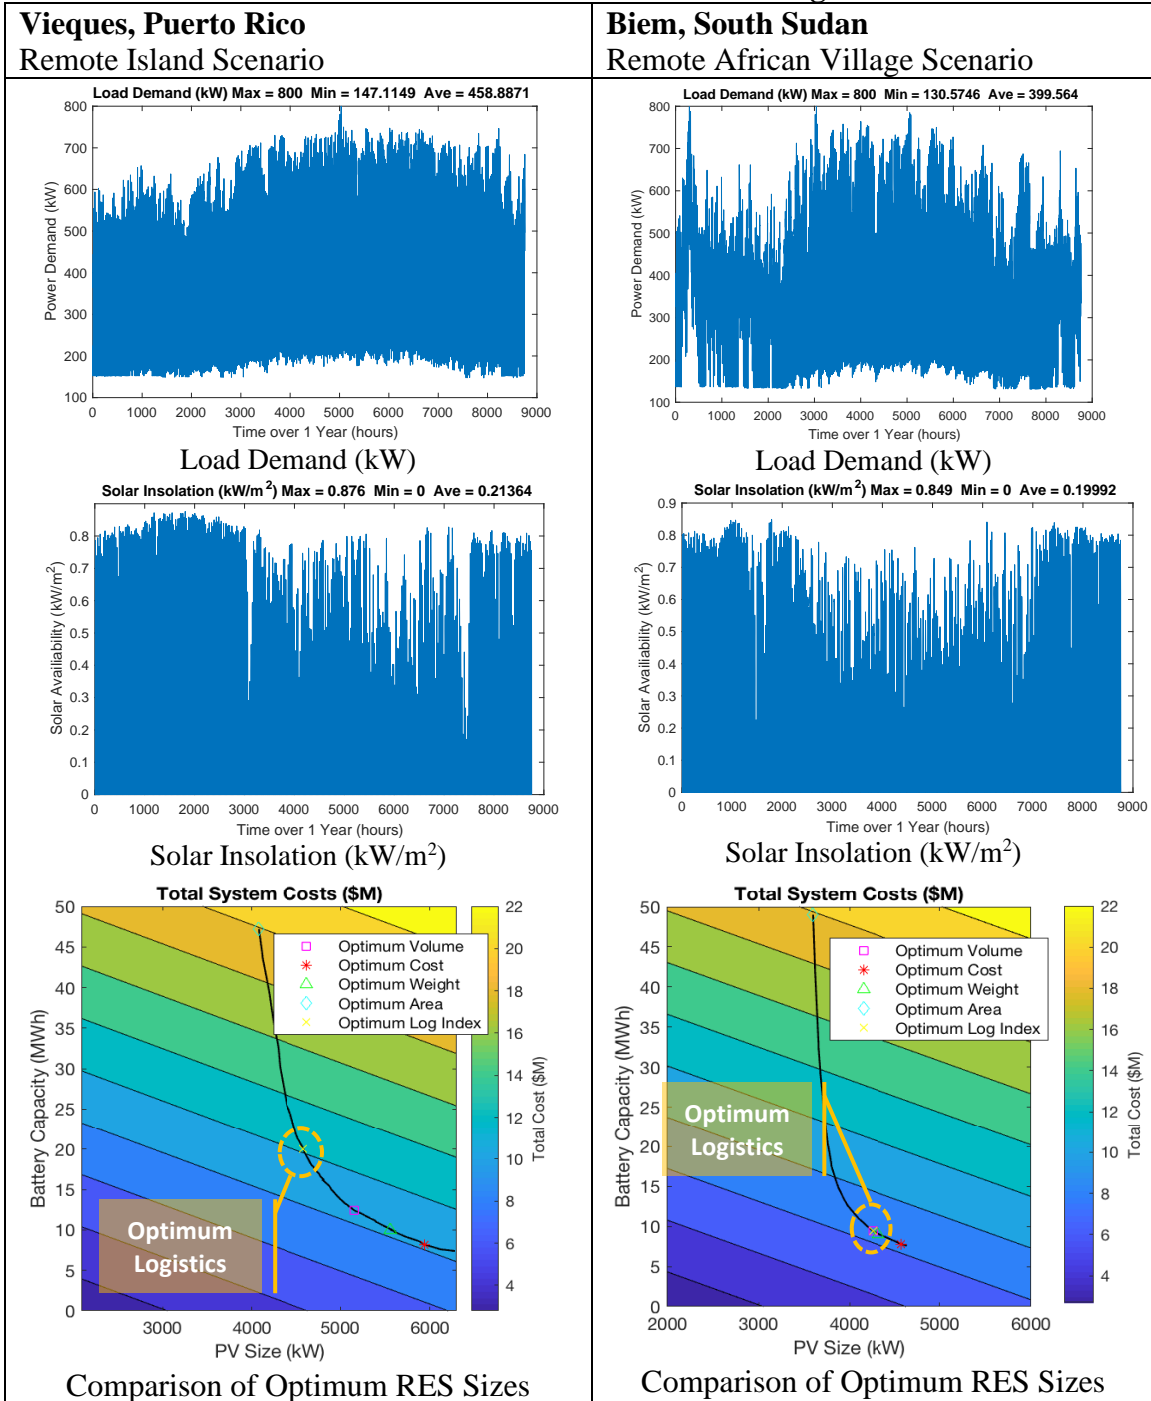 Vieques, Puerto Rico
Remote Island Scenario
Load Demand (kW) Max = 800 Min = 147.1149 Ave = 458.8871
800
700
600
500
400
300
200
100
Power Demand (kW)
0 1000 2000 3000 4000 5000 6000 7000 8000 9000
Time over 1 Year (hours)
Load Demand (kW)
Solar Insolation (kW/m²) Max = 0.876 Min = 0 Ave = 0.21364
0.8
0.7
0.6
0.5
0.4
0.3
0.2
0.1
0
Solar Availiability (kW/m²)
0 1000 2000 3000 4000 5000 6000 7000 8000 9000
Time over 1 Year (hours)
Solar Insolation (kW/m²)
Total System Costs ($M)
50
45
40
35
30
25
20
15
10
5
0
Battery Capacity (MWh)
Optimum Volume
Optimum Cost
Optimum Weight
Optimum Area
Optimum Log Index
Optimum
Logistics
3000 4000 5000 6000
PV Size (kW)
22
20
18
16
14
12
10
8
6
4
Total Cost ($M)
Comparison of Optimum RES Sizes
Biem, South Sudan
Remote African Village Scenario
Load Demand (kW) Max = 800 Min = 130.5746 Ave = 399.564
800
700
600
500
400
300
200
100
Power Demand (kW)
0 1000 2000 3000 4000 5000 6000 7000 8000 9000
Time over 1 Year (hours)
Load Demand (kW)
Solar Insolation (kW/m²) Max = 0.849 Min = 0 Ave = 0.19992
0.9
0.8
0.7
0.6
0.5
0.4
0.3
0.2
0.1
0
Solar Availiability (kW/m²)
0 1000 2000 3000 4000 5000 6000 7000 8000 9000
Time over 1 Year (hours)
Solar Insolation (kW/m²)
Total System Costs ($M)
50
45
40
35
30
25
20
15
10
5
0
Battery Capacity (MWh)
Optimum Volume
Optimum Cost
Optimum Weight
Optimum Area
Optimum Log Index
Optimum
Logistics
2000 3000 4000 5000 6000
PV Size (kW)
22
20
18
16
14
12
10
8
6
4
Total Cost ($M)
Comparison of Optimum RES Sizes